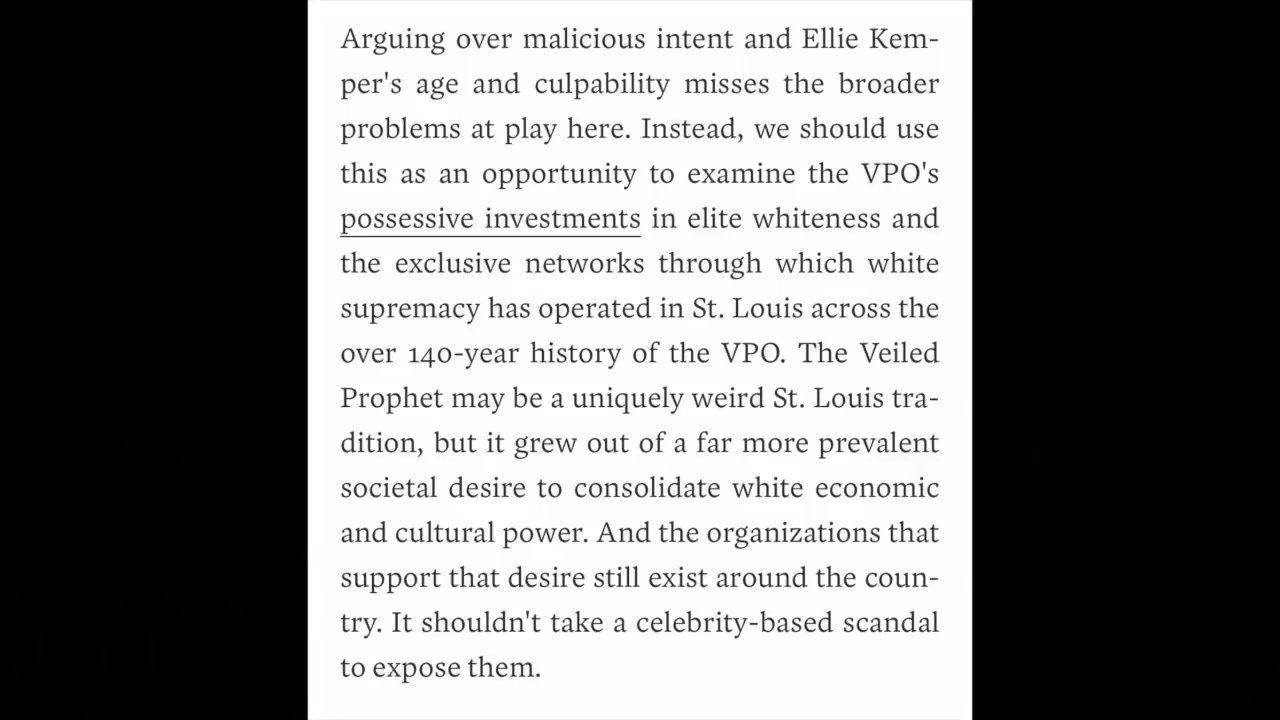 Arguing over malicious intent and Ellie Kem-
per's age and culpability misses the broader
problems at play here. Instead, we should use
this as an opportunity to examine the VPO's
possessive investments in elite whiteness and
the exclusive networks through which white
supremacy has operated in St. Louis across the
over 140-year history of the VPO. The Veiled
Prophet may be a uniquely weird St. Louis tra-
dition, but it grew out of a far more prevalent
societal desire to consolidate white economic
and cultural power. And the organizations that
support that desire still exist around the coun-
try. It shouldn't take a celebrity-based scandal
to expose them.